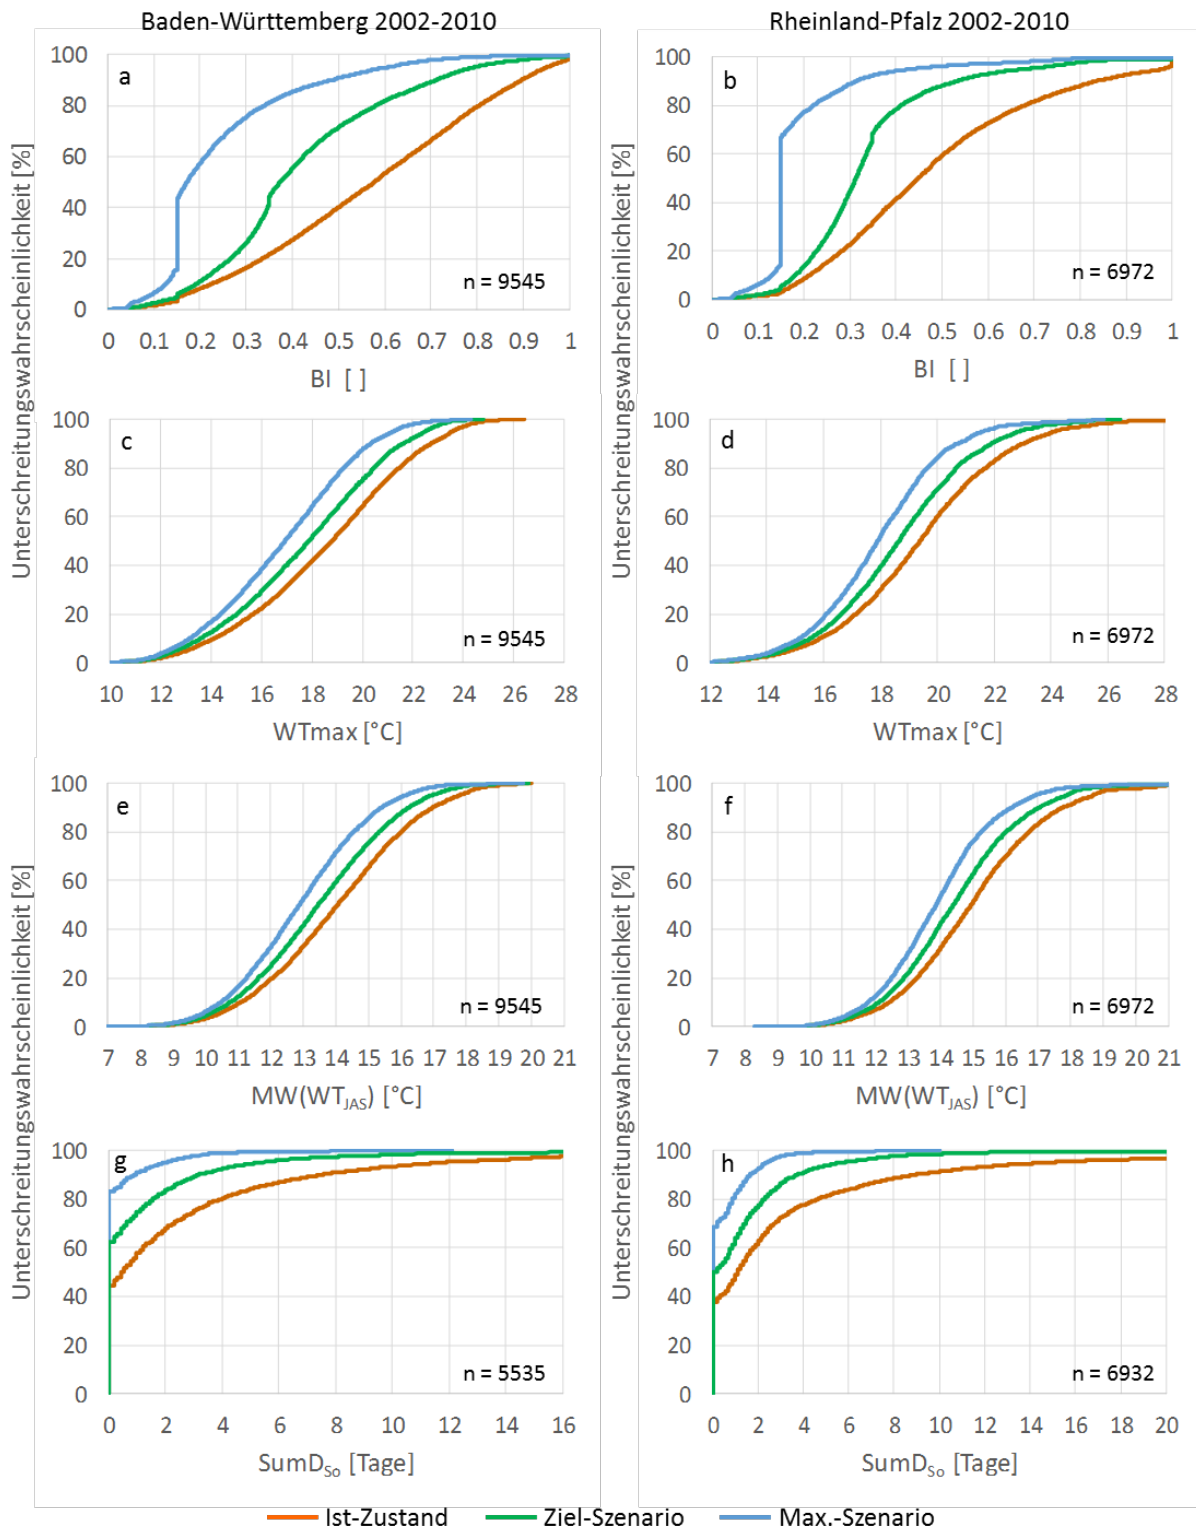 Baden-Württemberg 2002-2010
Rheinland-Pfalz 2002-2010
Unterschreitungswahrscheinlichkeit [%]
100
80
60
40
20
0
a
n = 9545
0 0.1 0.2 0.3 0.4 0.5 0.6 0.7 0.8 0.9 1
BI [ ]
Unterschreitungswahrscheinlichkeit [%]
100
80
60
40
20
0
b
n = 6972
0 0.1 0.2 0.3 0.4 0.5 0.6 0.7 0.8 0.9 1
BI [ ]
100
80
60
40
20
0
c
n = 9545
10 12 14 16 18 20 22 24 26 28
WTmax [°C]
100
80
60
40
20
0
d
n = 6972
12 14 16 18 20 22 24 26 28
WTmax [°C]
Unterschreitungswahrscheinlichkeit [%]
100
80
60
40
20
0
e
n = 9545
7 8 9 10 11 12 13 14 15 16 17 18 19 20 21
MW(WTJAS) [°C]
Unterschreitungswahrscheinlichkeit [%]
100
80
60
40
20
0
f
n = 6972
7 8 9 10 11 12 13 14 15 16 17 18 19 20 21
MW(WTJAS) [°C]
100
80
60
40
20
0
g
n = 5535
0 2 4 6 8 10 12 14 16
SumDSo [Tage]
100
80
60
40
20
0
h
n = 6932
0 2 4 6 8 10 12 14 16 18 20
SumDSo [Tage]
Ist-Zustand Ziel-Szenario Max.-Szenario